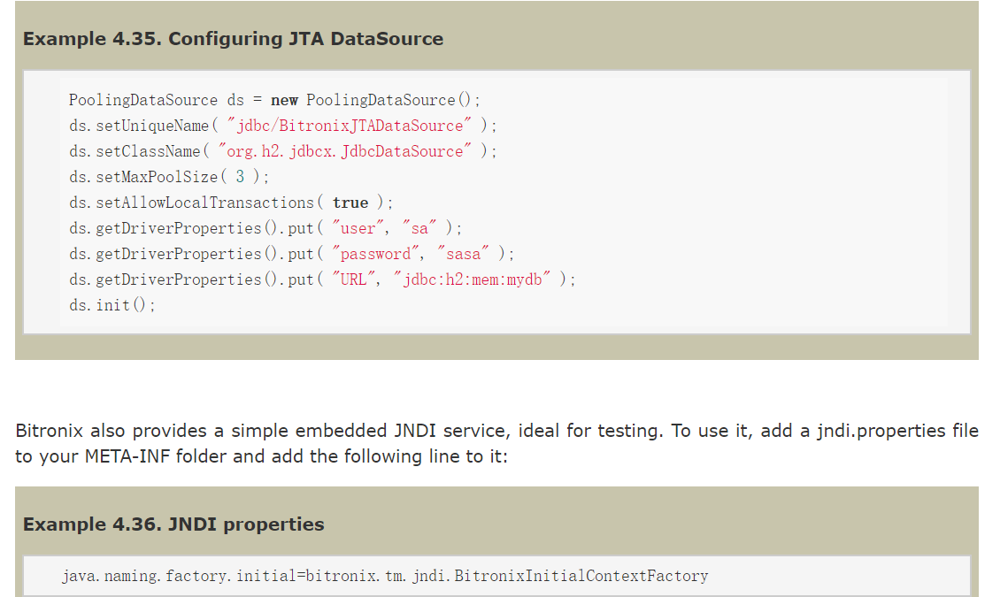 Example 4.35. Configuring JTA DataSource
PoolingDataSource ds = new PoolingDataSource();
ds.setUniqueName( "jdbc/BitronixJTADataSource" );
ds.setClassName( "org.h2.jdbcx.JdbcDataSource" );
ds.setMaxPoolSize( 3 );
ds.setAllowLocalTransactions( true );
ds.getDriverProperties().put( "user", "sa" );
ds.getDriverProperties().put( "password", "sasa" );
ds.getDriverProperties().put( "URL", "jdbc:h2:mem:mydb" );
ds.init();
Bitronix also provides a simple embedded JNDI service, ideal for testing. To use it, add a jndi.properties file
to your META-INF folder and add the following line to it:
Example 4.36. JNDI properties
java.naming.factory.initial=bitronix.tm.jndi.BitronixInitialContextFactory